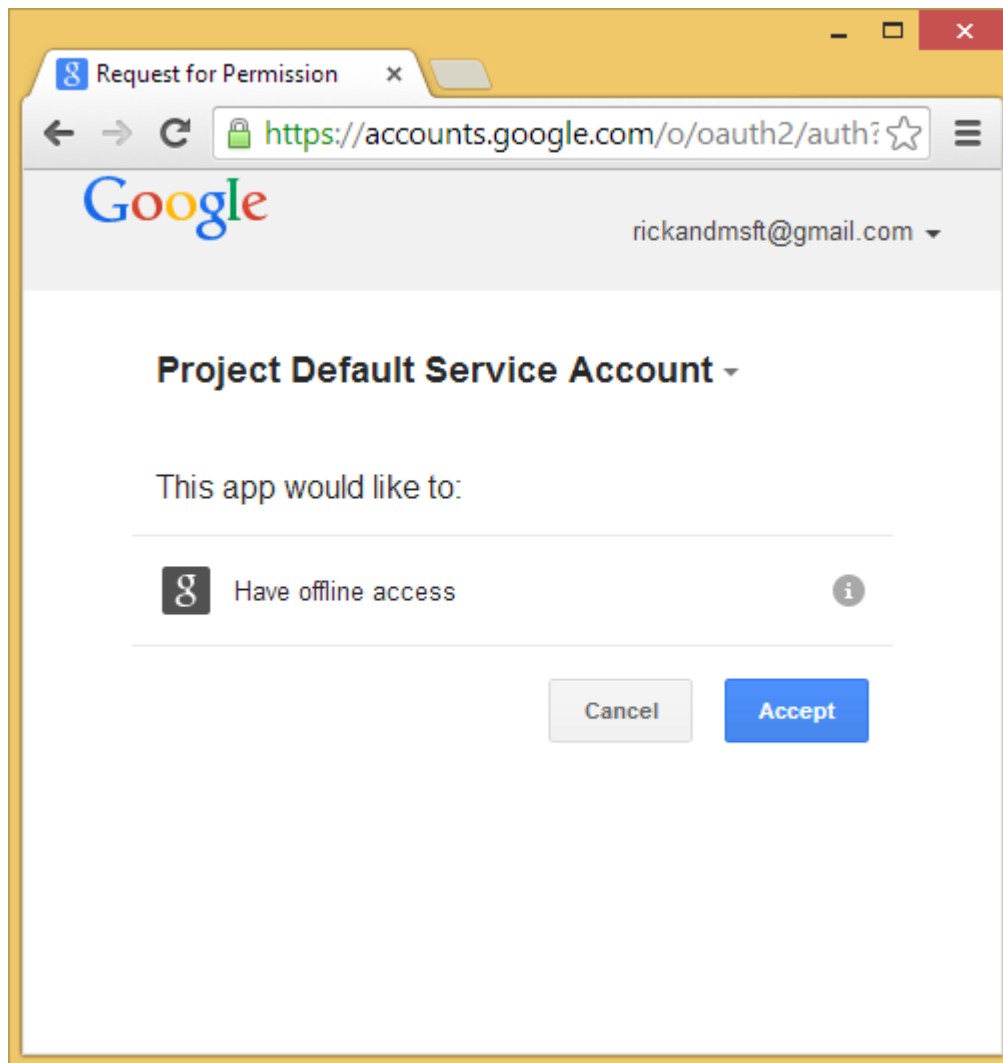 Request for Permission
https://accounts.google.com/o/oauth2/auth?
Google
rickandmsft@gmail.com
Project Default Service Account
This app would like to:
g Have offline access i
Cancel Accept